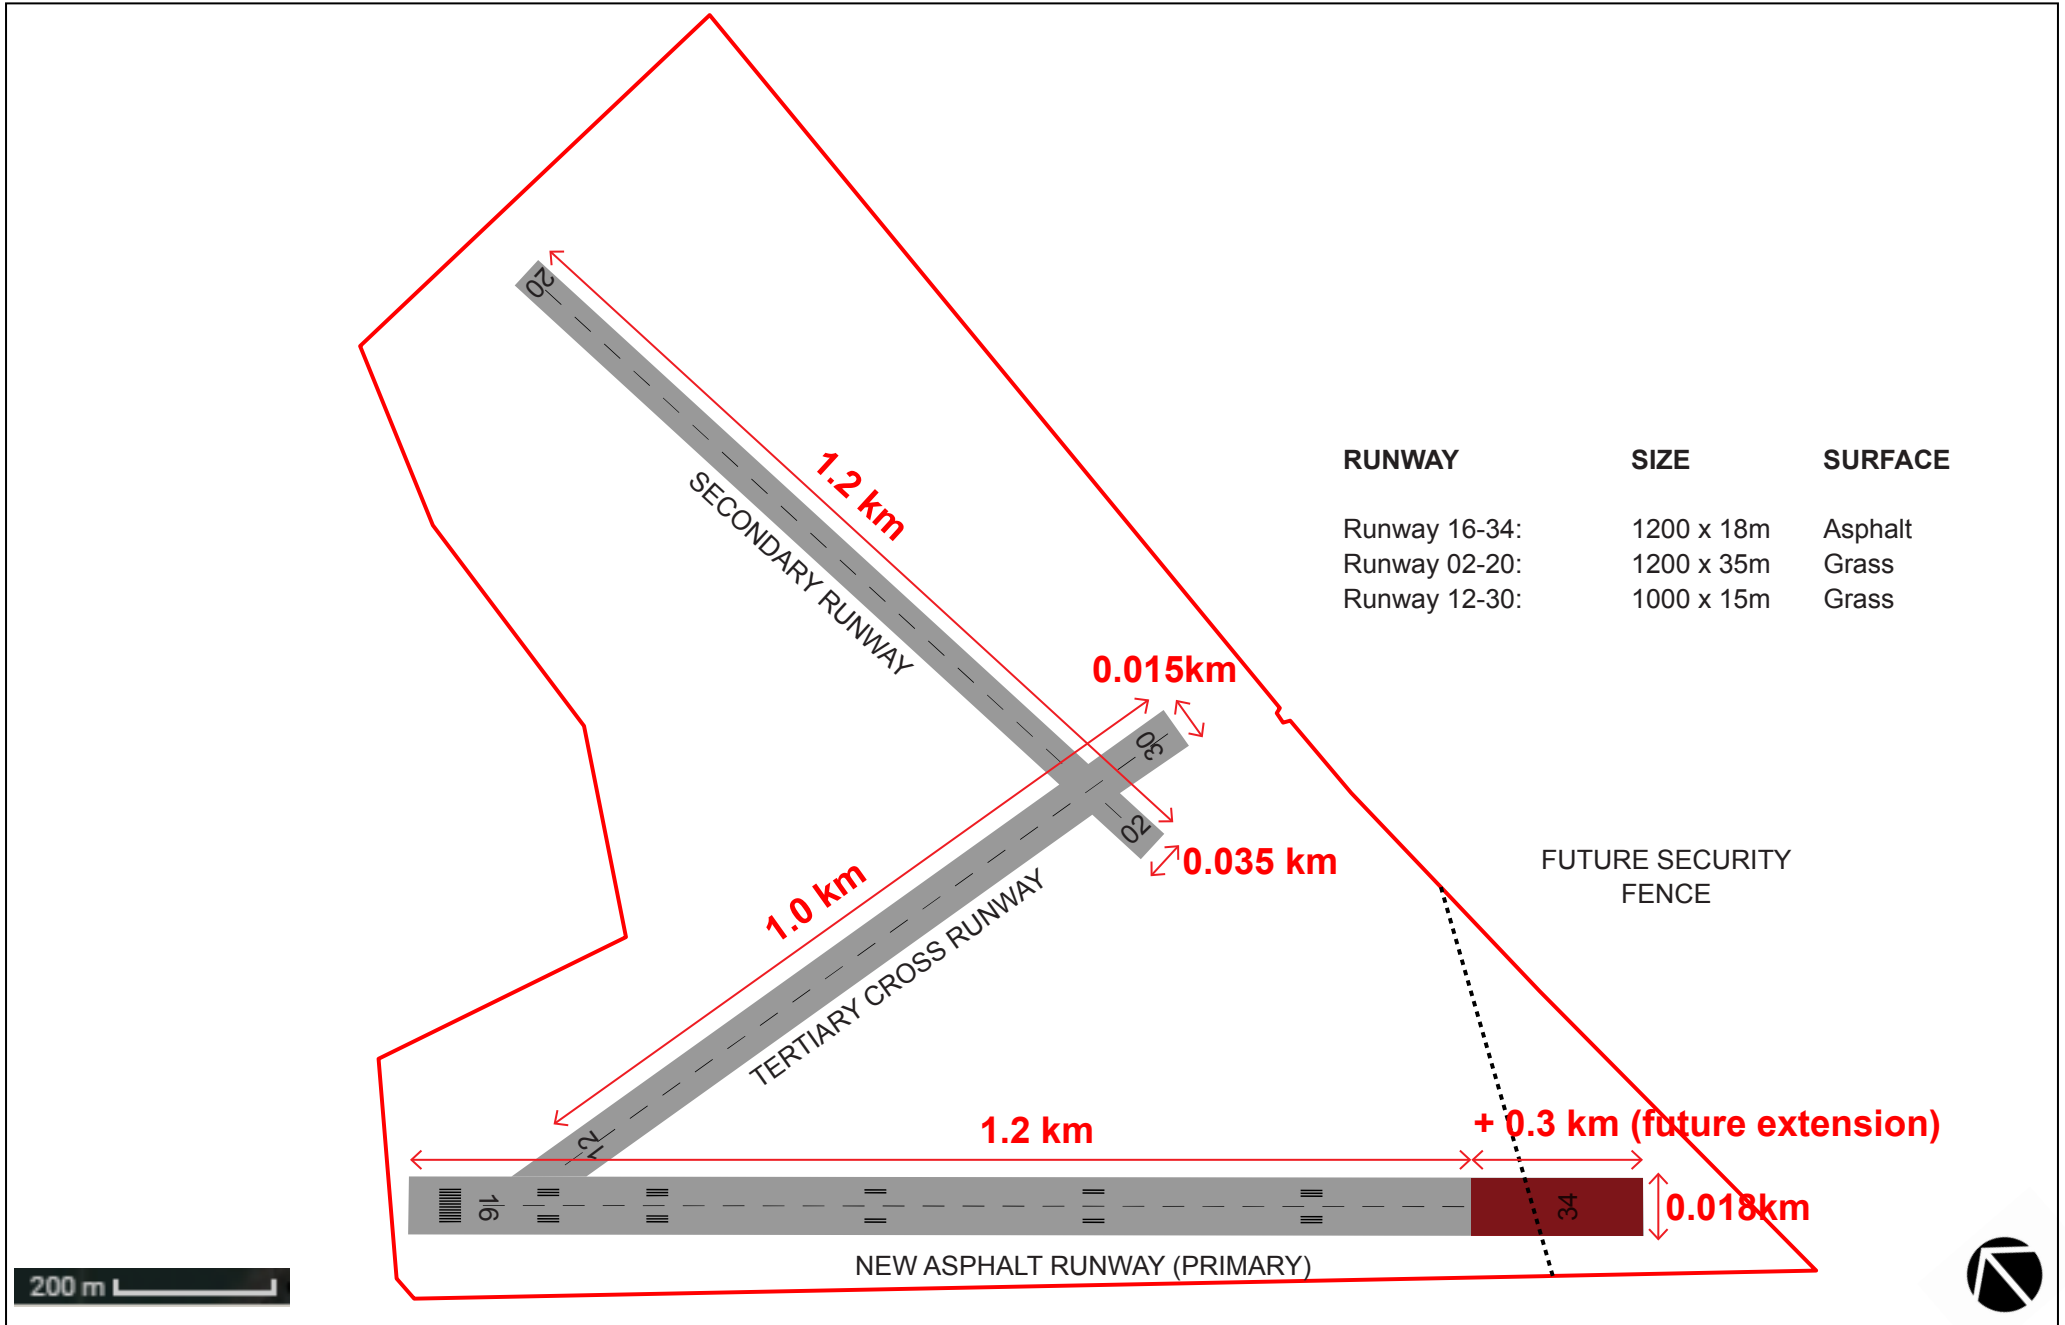 20
1.2 km
SECONDARY RUNWAY
RUNWAY SIZE SURFACE
Runway 16-34: 1200 x 18m Asphalt
Runway 02-20: 1200 x 35m Grass
Runway 12-30: 1000 x 15m Grass
0.015km
30
02
0.035 km
FUTURE SECURITY
FENCE
1.0 km
TERTIARY CROSS RUNWAY
12
1.2 km
+ 0.3 km (future extension)
16
34
0.018km
NEW ASPHALT RUNWAY (PRIMARY)
200 m